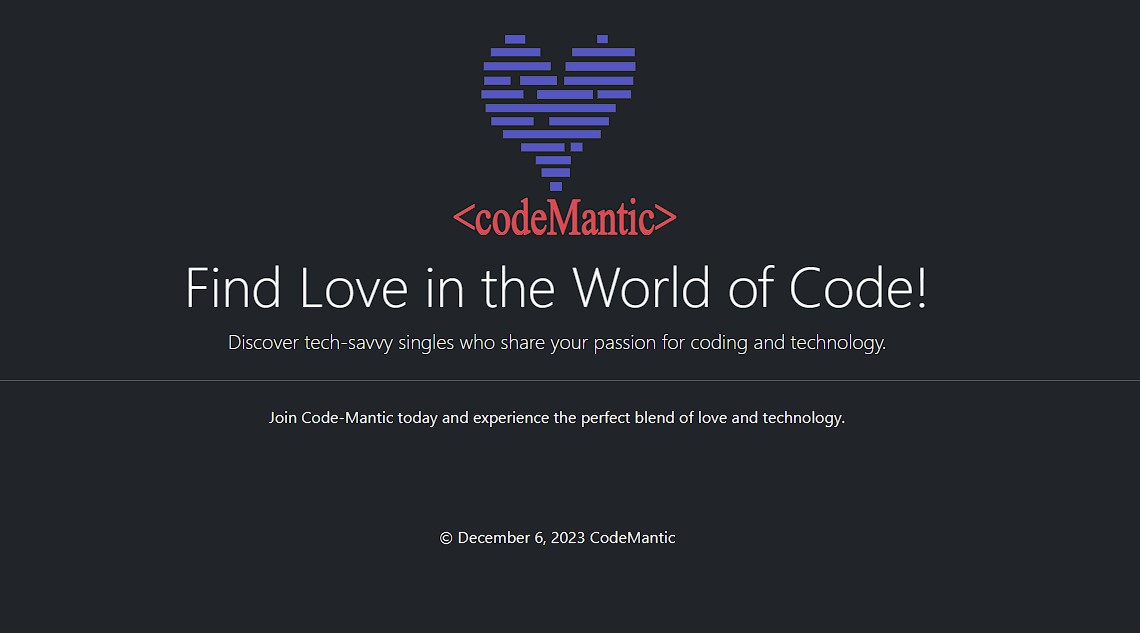 <codeMantic>
Find Love in the World of Code!
Discover tech-savvy singles who share your passion for coding and technology.
Join Code-Mantic today and experience the perfect blend of love and technology.
© December 6, 2023 CodeMantic